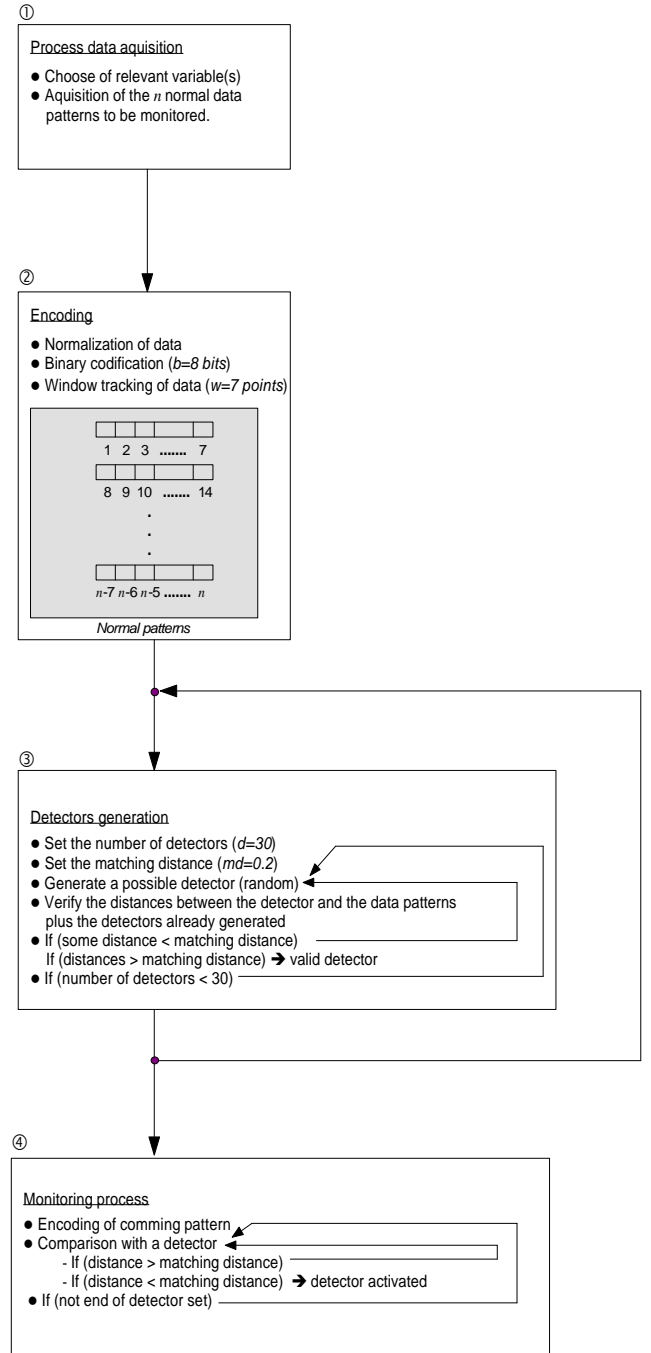 ①
Process data aquisition
● Choose of relevant variable(s)
● Aquisition of the n normal data
patterns to be monitored.
②
Encoding
● Normalization of data
● Binary codification (b=8 bits)
● Window tracking of data (w=7 points)
1 2 3 ....... 7
8 9 10 ....... 14
.
.
.
n-7 n-6 n-5 ....... n
Normal patterns
③
Detectors generation
● Set the number of detectors (d=30)
● Set the matching distance (md=0.2)
● Generate a possible detector (random)
● Verify the distances between the detector and the data patterns
plus the detectors already generated
● If (some distance < matching distance)
If (distances > matching distance) ➔ valid detector
● If (number of detectors < 30)
④
Monitoring process
● Encoding of comming pattern
● Comparison with a detector
- If (distance > matching distance)
- If (distance < matching distance) ➔ detector activated
● If (not end of detector set)